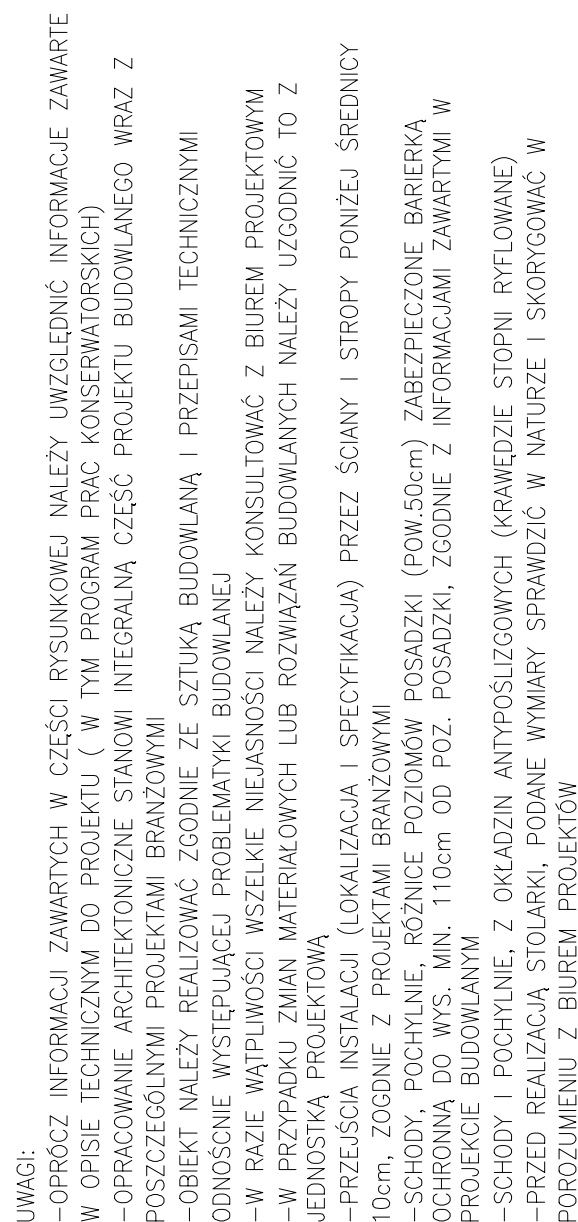 UWAGI:
-OPRÓCZ INFORMACJI ZAWARTYCH W CZĘŚCI RYSUNKOWEJ NALEŻY UWZGLĘDNIĆ INFORMACJE ZAWARTE
W OPISIE TECHNICZNYM DO PROJEKTU ( W TYM PROGRAM PRAC KONSERWATORSKICH)
-OPRACOWANIE ARCHITEKTONICZNE STANOWI INTEGRALNĄ CZĘŚĆ PROJEKTU BUDOWLANEGO WRAZ Z
POSZCZEGÓLNYMI PROJEKTAMI BRANŻOWYMI
-OBIEKT NALEŻY REALIZOWAĆ ZGODNIE ZE SZTUKĄ BUDOWLANĄ I PRZEPISAMI TECHNICZNYMI
ODNOŚCNIE WYSTĘPUJĄCEJ PROBLEMATYKI BUDOWLANEJ
-W RAZIE WĄTPLIWOŚCI WSZELKIE NIEJASNOŚCI NALEŻY KONSULTOWAĆ Z BIUREM PROJEKTOWYM
-W PRZYPADKU ZMIAN MATERIAŁOWYCH LUB ROZWIĄZAŃ BUDOWLANYCH NALEŻY UZGODNIĆ TO Z
JEDNOSTKĄ PROJEKTOWĄ
-PRZEJŚCIA INSTALACJI (LOKALIZACJA I SPECYFIKACJA) PRZEZ ŚCIANY I STROPY PONIŻEJ ŚREDNICY
10cm, ZOGDNIE Z PROJEKTAMI BRANŻOWYMI
-SCHODY, POCHYLNIE, RÓŻNICE POZIOMÓW POSADZKI (POW.50cm) ZABEZPIECZONE BARIERKĄ
OCHRONNĄ DO WYS. MIN. 110cm OD POZ. POSADZKI, ZGODNIE Z INFORMACJAMI ZAWARTYMI W
PROJEKCIE BUDOWLANYM
-SCHODY I POCHYLNIE, Z OKŁADZIN ANTYPOŚLIZGOWYCH (KRAWĘDZIE STOPNI RYFLOWANE)
-PRZED REALIZACJĄ STOLARKI, PODANE WYMIARY SPRAWDZIĆ W NATURZE I SKORYGOWAĆ W
POROZUMIENIU Z BIUREM PROJEKTÓW